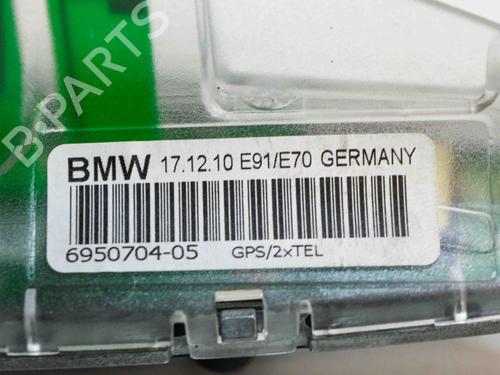 B-PARTS
BMW 17.12.10 E91/E70 GERMANY
6950704-05 GPS/2xTEL